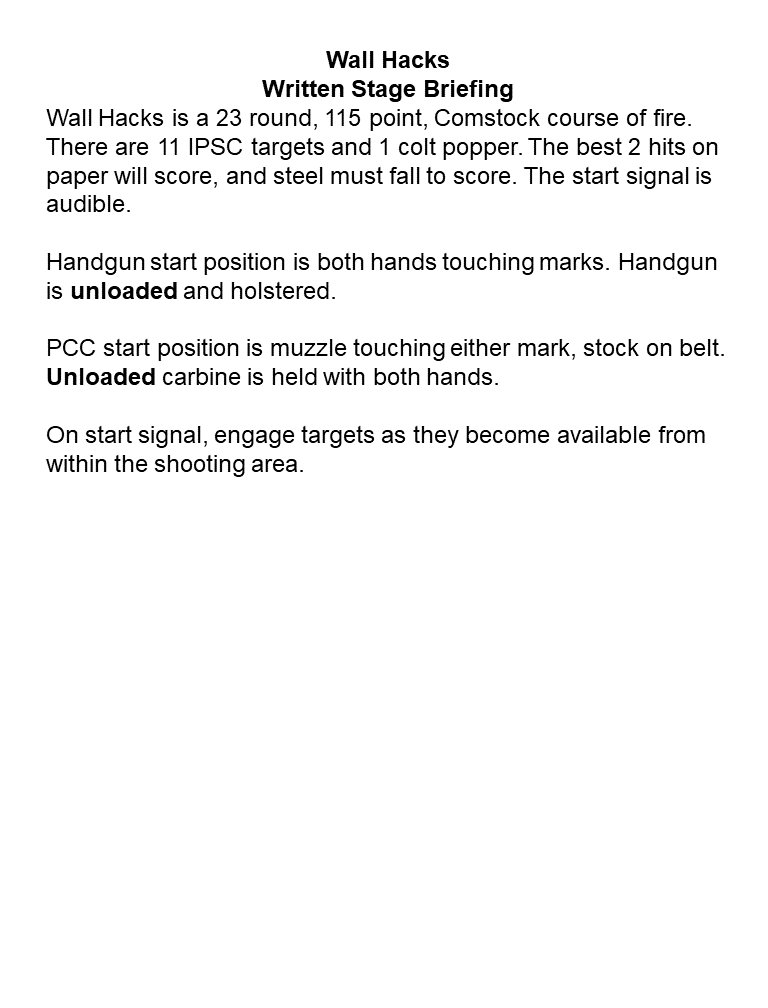 Wall Hacks
Written Stage Briefing
Wall Hacks is a 23 round, 115 point, Comstock course of fire.
There are 11 IPSC targets and 1 colt popper. The best 2 hits on
paper will score, and steel must fall to score. The start signal is
audible.
Handgun start position is both hands touching marks. Handgun
is unloaded and holstered.
PCC start position is muzzle touching either mark, stock on belt.
Unloaded carbine is held with both hands.
On start signal, engage targets as they become available from
within the shooting area.